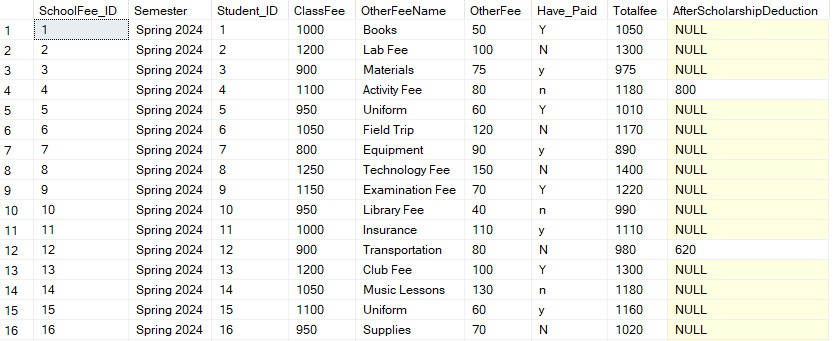 SchoolFee_ID Semester Student_ID ClassFee OtherFeeName OtherFee Have_Paid Totalfee AfterScholarshipDeduction
1 1 Spring 2024 1 1000 Books 50 Y 1050 NULL
2 2 Spring 2024 2 1200 Lab Fee 100 N 1300 NULL
3 3 Spring 2024 3 900 Materials 75 y 975 NULL
4 4 Spring 2024 4 1100 Activity Fee 80 n 1180 800
5 5 Spring 2024 5 950 Uniform 60 Y 1010 NULL
6 6 Spring 2024 6 1050 Field Trip 120 N 1170 NULL
7 7 Spring 2024 7 800 Equipment 90 y 890 NULL
8 8 Spring 2024 8 1250 Technology Fee 150 N 1400 NULL
9 9 Spring 2024 9 1150 Examination Fee 70 Y 1220 NULL
10 10 Spring 2024 10 950 Library Fee 40 n 990 NULL
11 11 Spring 2024 11 1000 Insurance 110 y 1110 NULL
12 12 Spring 2024 12 900 Transportation 80 N 980 620
13 13 Spring 2024 13 1200 Club Fee 100 Y 1300 NULL
14 14 Spring 2024 14 1050 Music Lessons 130 n 1180 NULL
15 15 Spring 2024 15 1100 Uniform 60 y 1160 NULL
16 16 Spring 2024 16 950 Supplies 70 N 1020 NULL